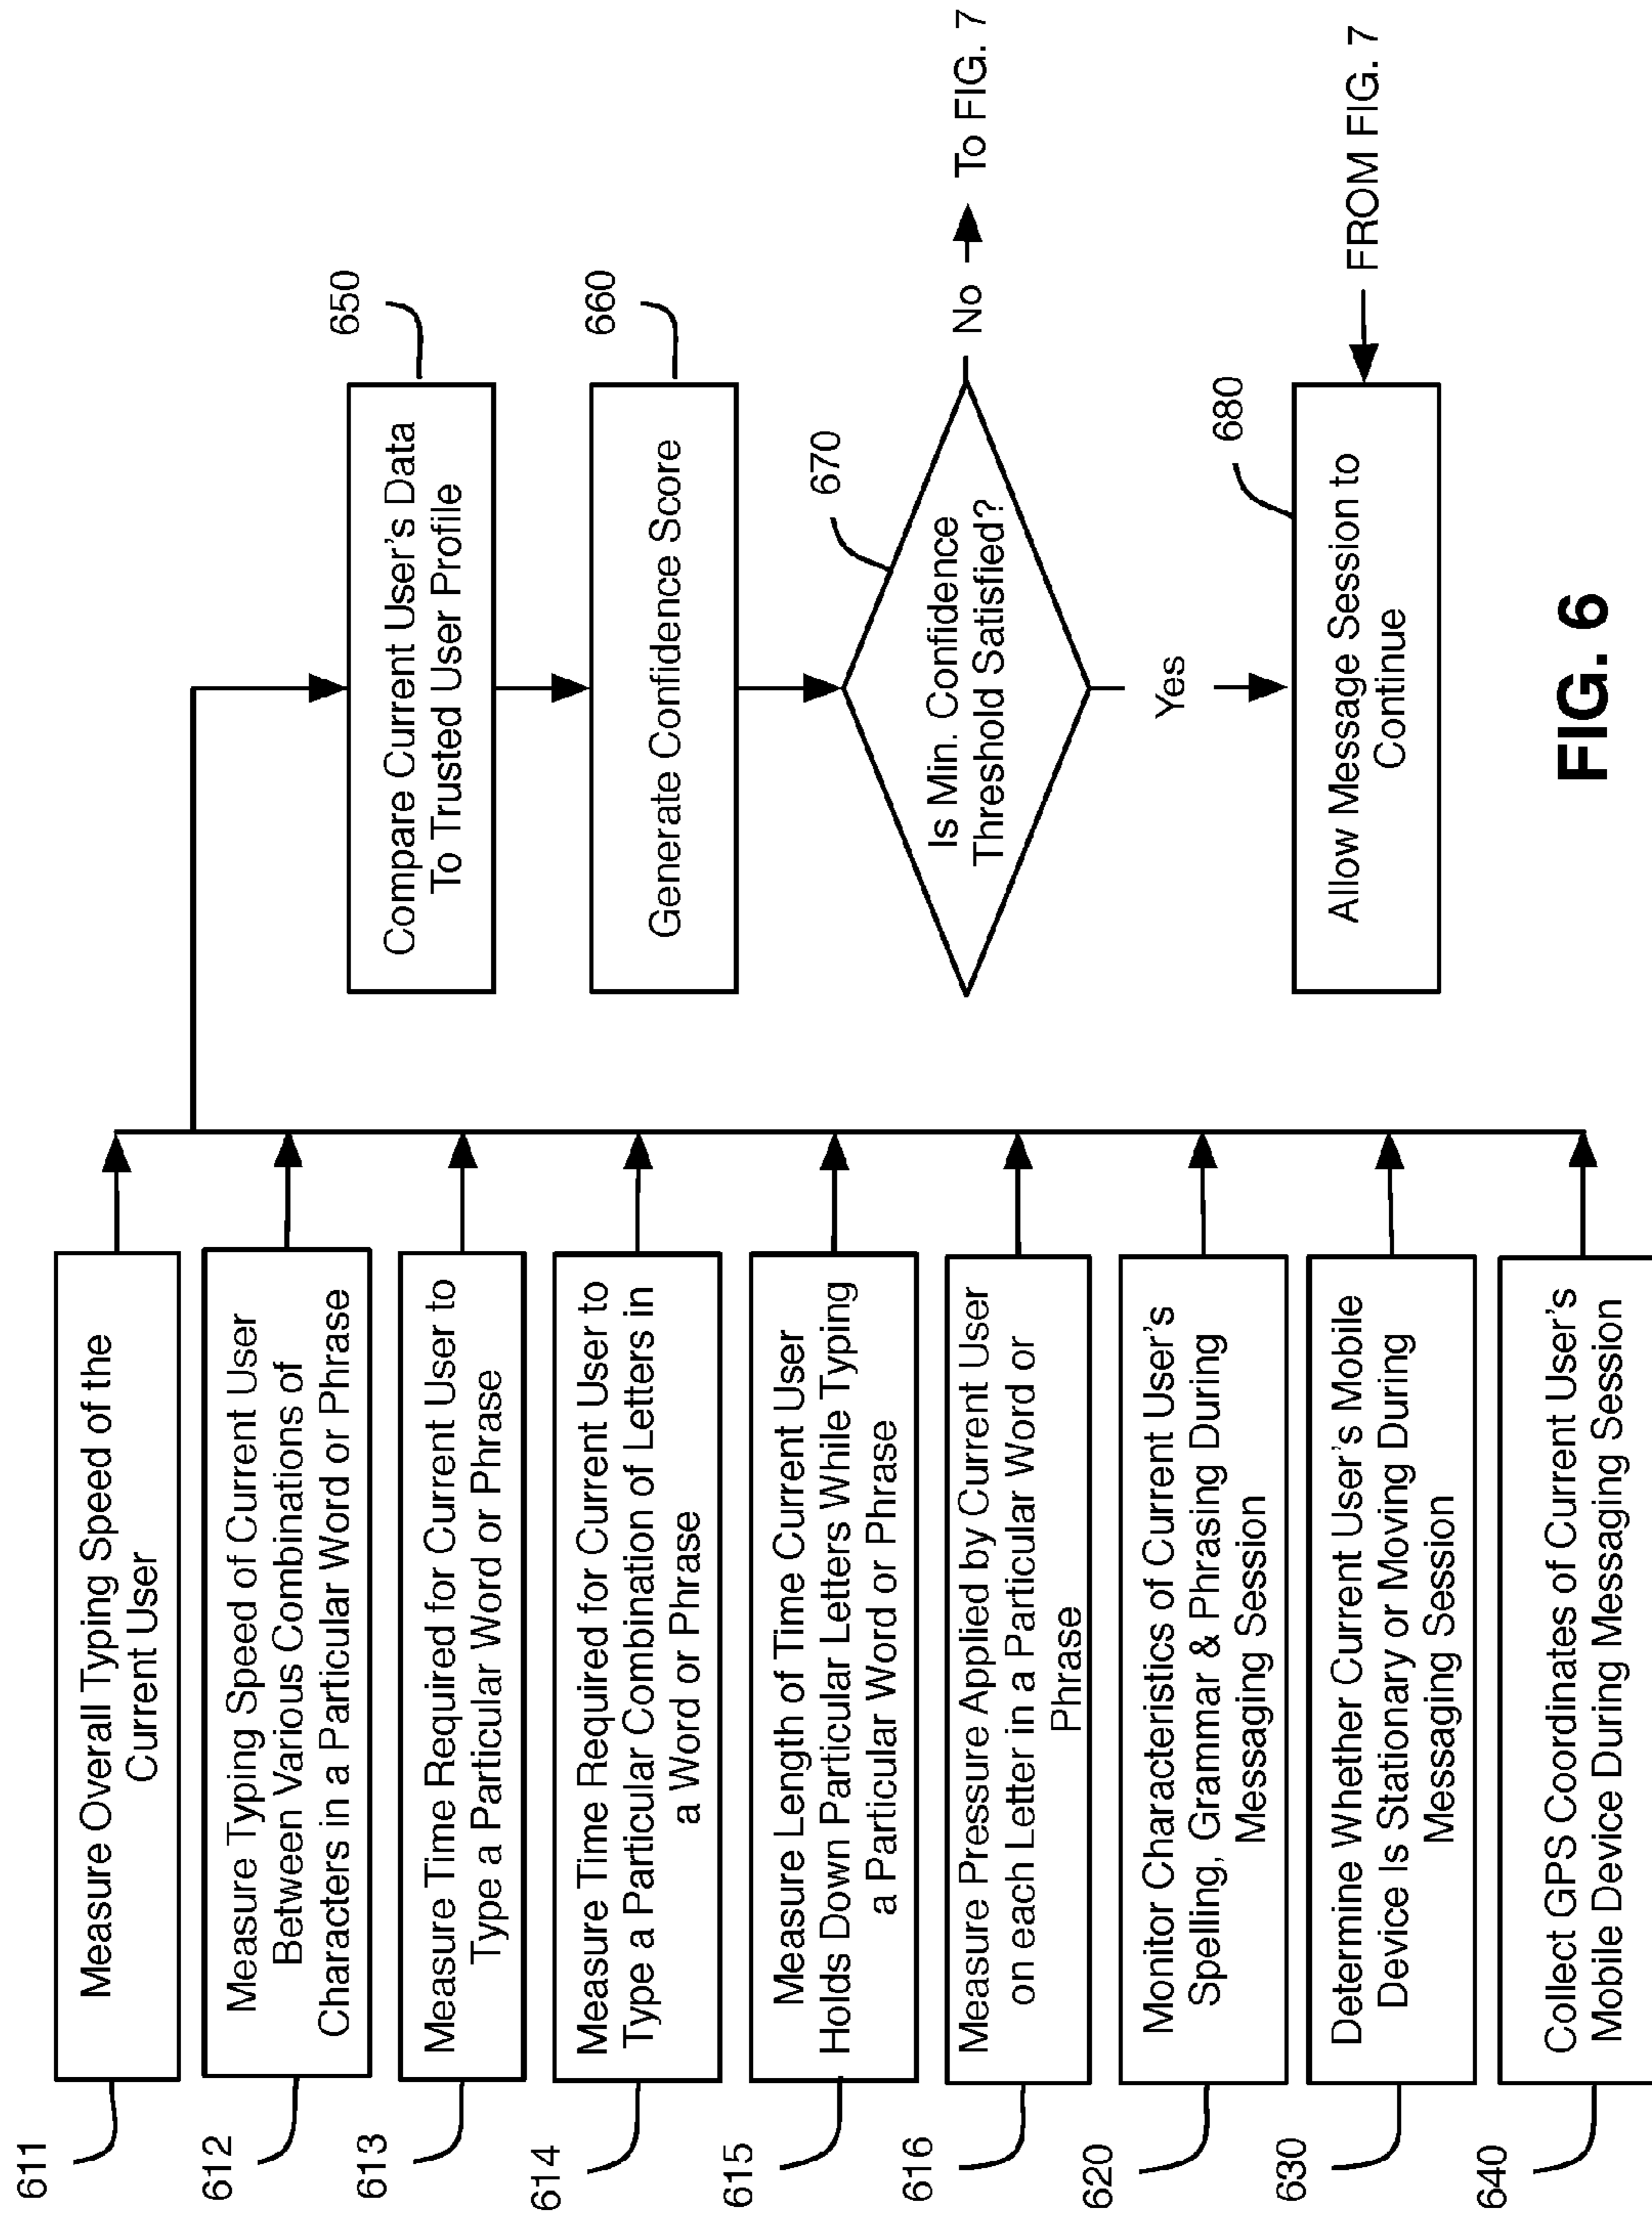 611
Measure Overall Typing Speed of the
Current User
612
Measure Typing Speed of Current User
Between Various Combinations of
Characters in a Particular Word or Phrase
613
Measure Time Required for Current User to
Type a Particular Word or Phrase
614
Measure Time Required for Current User to
Type a Particular Combination of Letters in
a Word or Phrase
615
Measure Length of Time Current User
Holds Down Particular Letters While Typing
a Particular Word or Phrase
616
Measure Pressure Applied by Current User
on each Letter in a Particular Word or
Phrase
620
Monitor Characteristics of Current User's
Spelling, Grammar & Phrasing During
Messaging Session
630
Determine Whether Current User's Mobile
Device Is Stationary or Moving During
Messaging Session
640
Collect GPS Coordinates of Current User's
Mobile Device During Messaging Session
650
Compare Current User's Data
To Trusted User Profile
660
Generate Confidence Score
670
Is Min. Confidence
Threshold Satisfied?
No
To FIG. 7
Yes
680
Allow Message Session to
Continue
FROM FIG. 7
FIG. 6